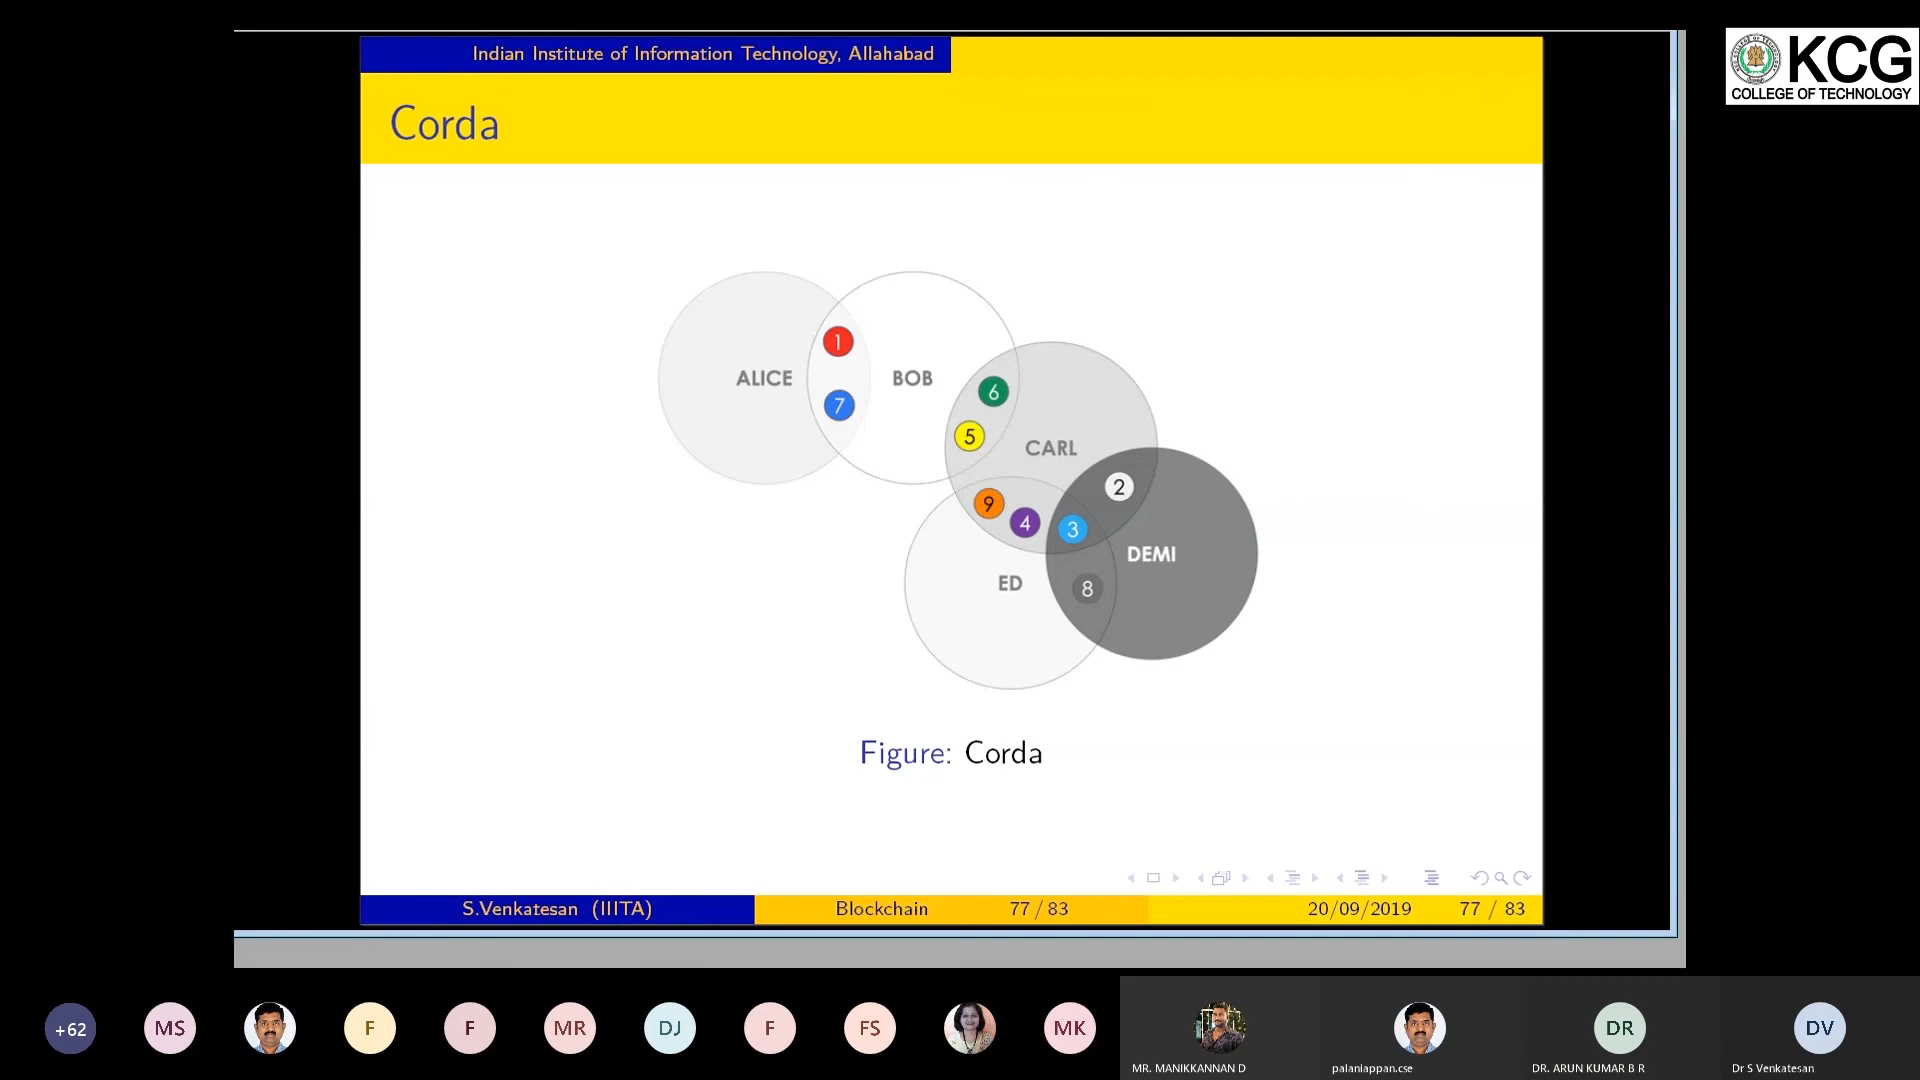 Indian Institute of Information Technology, Allahabad
KCG
COLLEGE OF TECHNOLOGY
Corda
1
ALICE
BOB
7
6
5
CARL
2
9
4
3
DEMI
ED
8
Figure: Corda
S.Venkatesan (IIITA)
Blockchain
77 / 83
20/09/2019
77 / 83
+62
MS
F
F
MR
DJ
F
FS
MK
DR
DV
MR. MANIKKANNAN D
palaniappan.cse
DR. ARUN KUMAR B R
Dr S Venkatesan